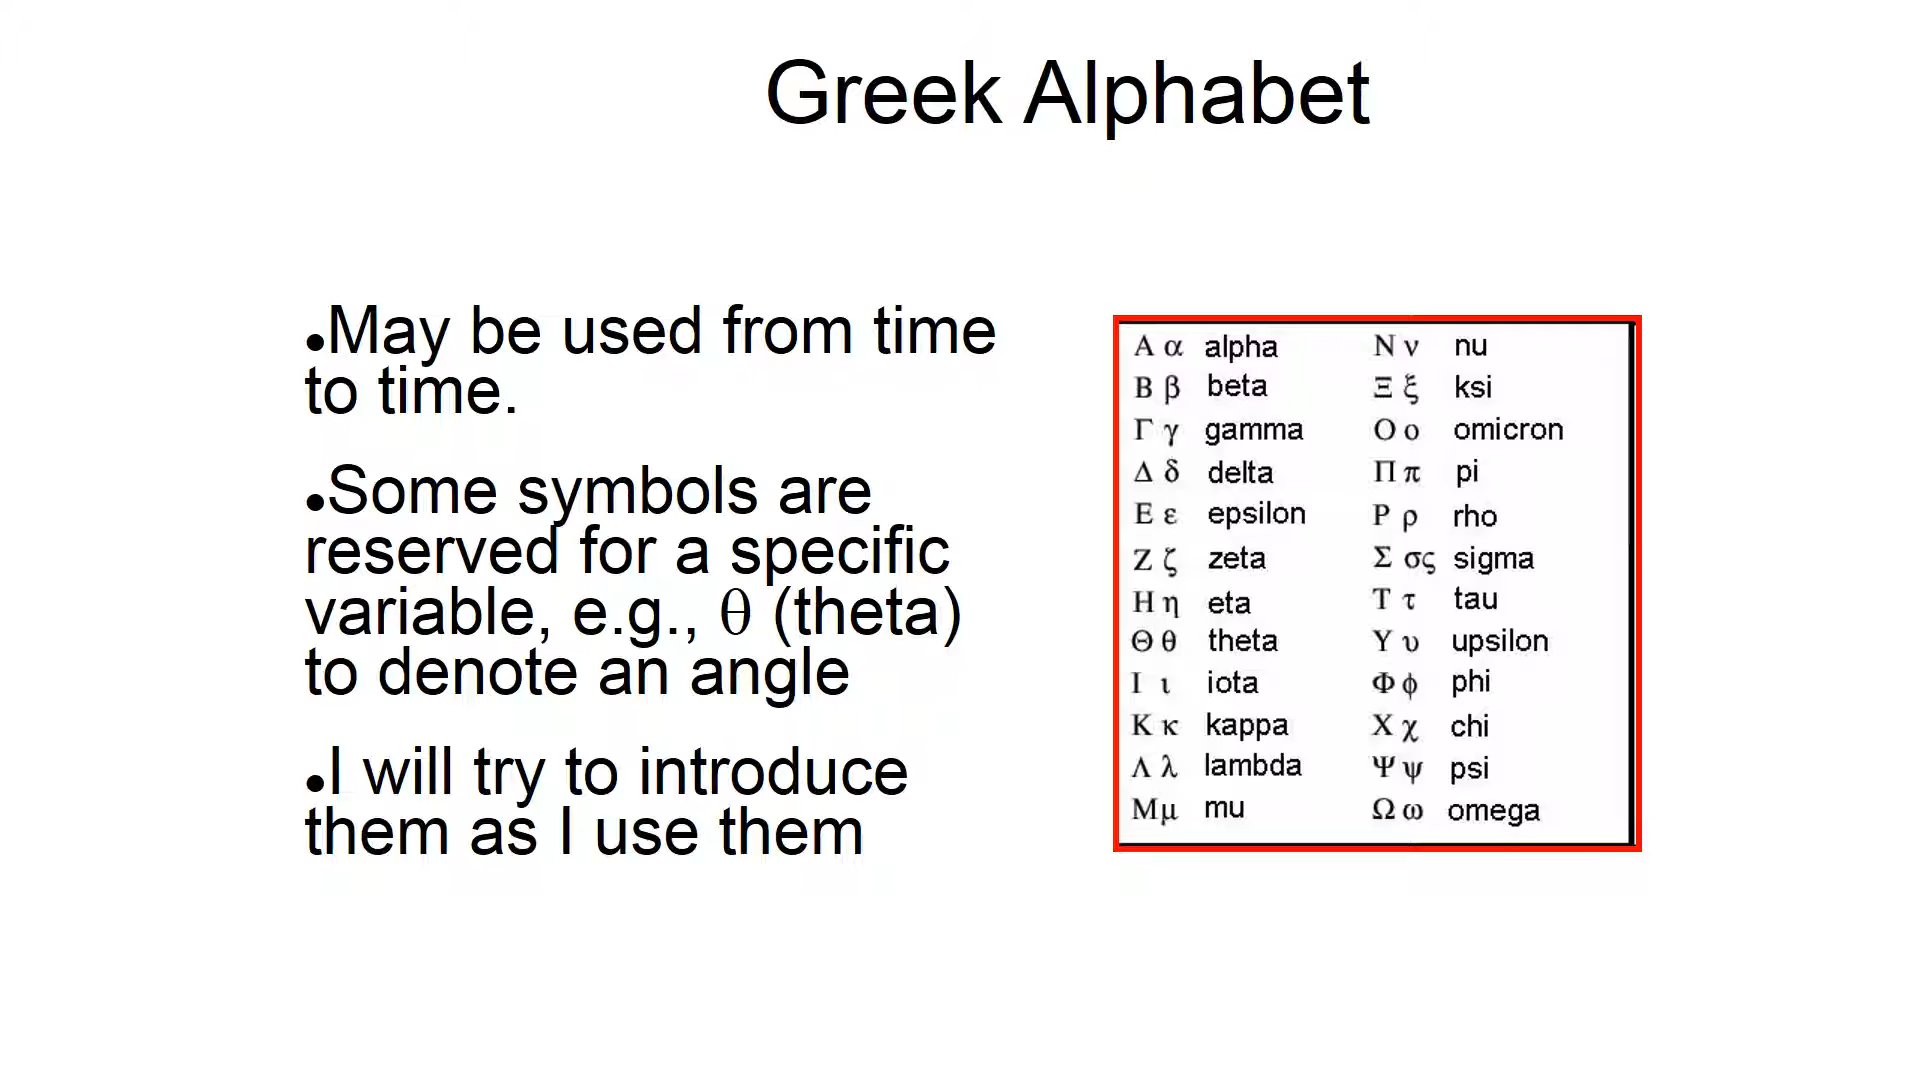 Greek Alphabet
•May be used from time
to time.
•Some symbols are
reserved for a specific
variable, e.g., θ (theta)
to denote an angle
•I will try to introduce
them as I use them
Α α alpha Ν ν nu
Β β beta Ξ ξ ksi
Γ γ gamma Ο ο omicron
Δ δ delta Π π pi
Ε ε epsilon Ρ ρ rho
Ζ ζ zeta Σ σς sigma
Η η eta Τ τ tau
Θ θ theta Υ υ upsilon
Ι ι iota Φ ϕ phi
Κ κ kappa Χ χ chi
Λ λ lambda Ψ ψ psi
Μμ mu Ω ω omega